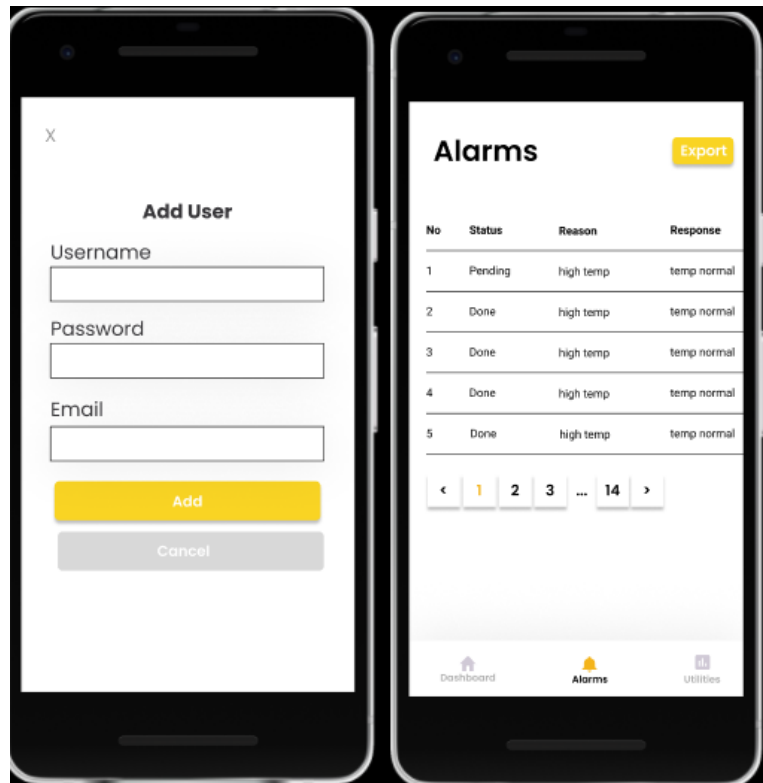 X
Add User
Username
Password
Email
Add
Cancel
Alarms
Export
No Status Reason Response
1 Pending high temp temp normal
2 Done high temp temp normal
3 Done high temp temp normal
4 Done high temp temp normal
5 Done high temp temp normal
< 1 2 3 ... 14 >
Dashboard Alarms Utilities